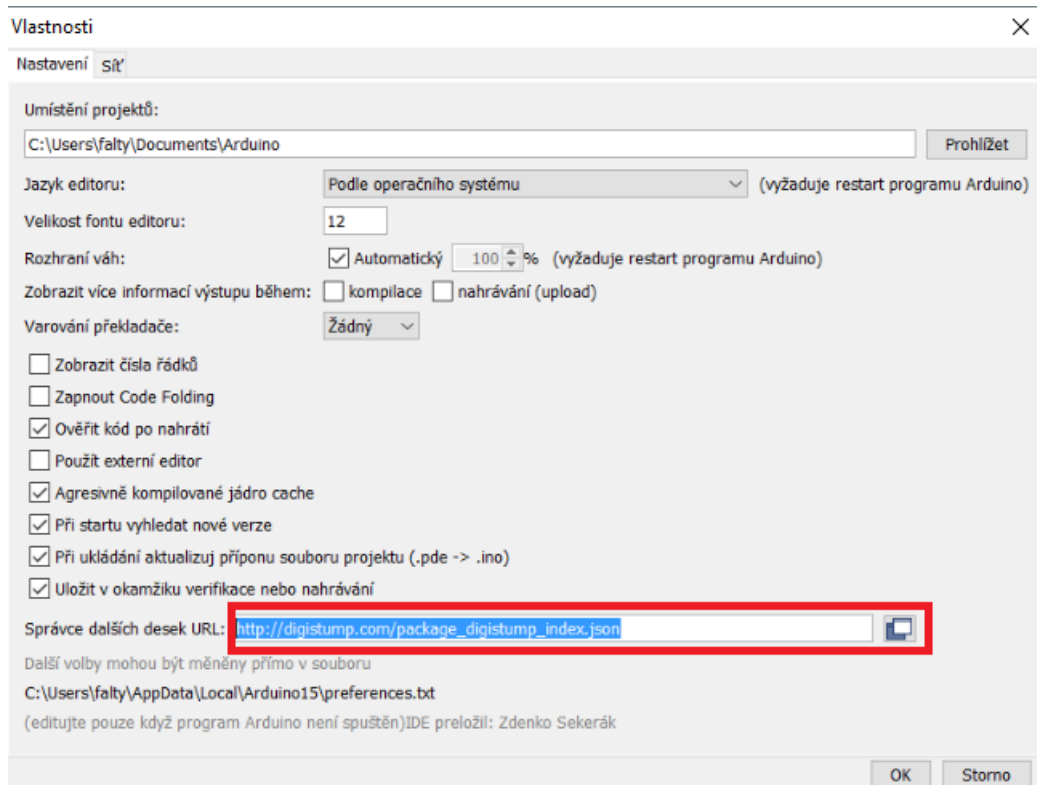 Vlastnosti
Nastavení Síť
Umístění projektů:
C:\Users\falty\Documents\Arduino Prohlížet
Jazyk editoru: Podle operačního systému (vyžaduje restart programu Arduino)
Velikost fontu editoru: 12
Rozhraní váh: Automatický 100 % (vyžaduje restart programu Arduino)
Zobrazit více informací výstupu během: kompilace nahrávání (upload)
Varování překladače: Žádný
Zobrazit čísla řádků
Zapnout Code Folding
Ověřit kód po nahrátí
Použít externí editor
Agresivně kompilované jádro cache
Při startu vyhledat nové verze
Při ukládání aktualizuj příponu souboru projektu (.pde -> .ino)
Uložit v okamžiku verifikace nebo nahrávání
Správce dalších desek URL: http://digistump.com/package_digistump_index.json
Další volby mohou být měněny přímo v souboru
C:\Users\falty\AppData\Local\Arduino15\preferences.txt
(editujte pouze když program Arduino není spuštěn)IDE preložil: Zdenko Sekerák
OK Storno